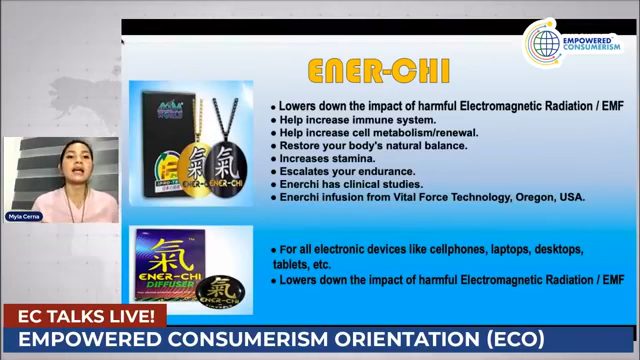 EMPOWERED
CONSUMERISM
ENER-CHI
● Lowers down the impact of harmful Electromagnetic Radiation / EMF
● Help increase immune system.
● Help increase cell metabolism/renewal.
● Restore your body's natural balance.
● Increases stamina.
● Escalates your endurance.
● Enerchi has clinical studies.
● Enerchi infusion from Vital Force Technology, Oregon, USA.
WORLD
氣
ENER-CHI
氣
ENER-CHI
Myla Cerna
氣
ENER-CHI
DIFFUSER
氣
ENER-CHI
● For all electronic devices like cellphones, laptops, desktops,
tablets, etc.
● Lowers down the impact of harmful Electromagnetic Radiation / EMF
EC TALKS LIVE!
EMPOWERED CONSUMERISM ORIENTATION (ECO)